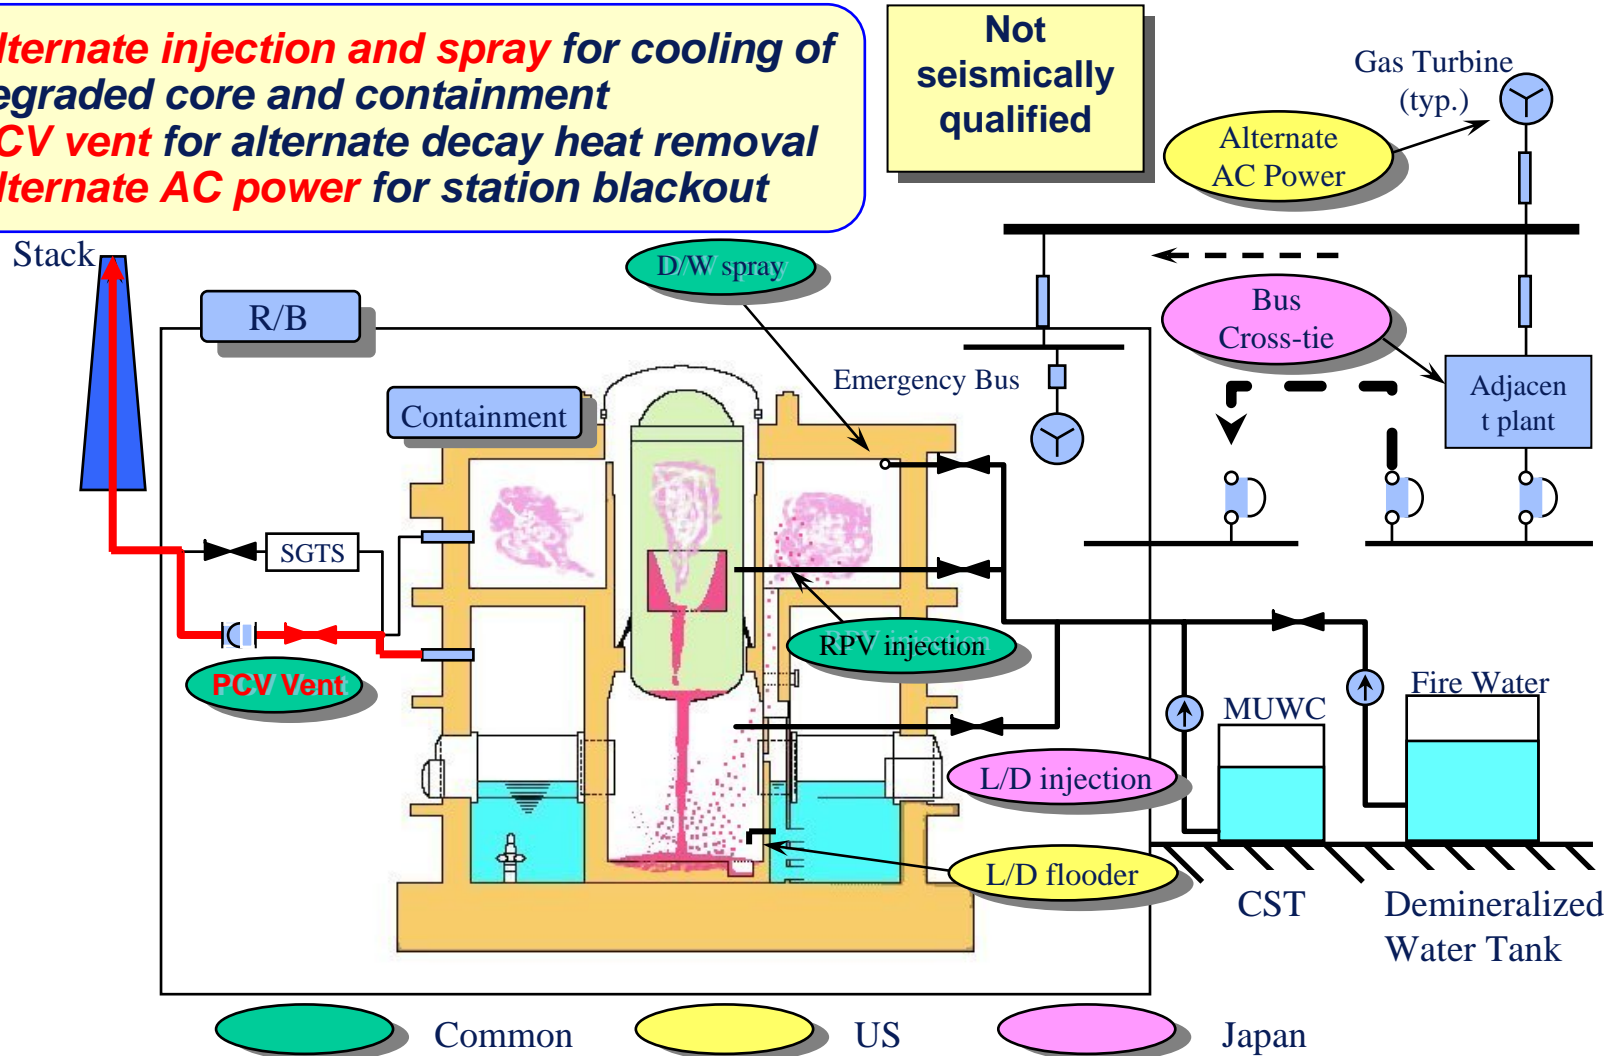 lternate injection and spray for cooling of
egraded core and containment
CV vent for alternate decay heat removal
lternate AC power for station blackout
Not
seismically
qualified
Gas Turbine
(typ.)
Alternate
AC Power
Stack
D/W spray
R/B
Bus
Cross-tie
Emergency Bus
Adjacen
t plant
Containment
SGTS
RPV injection
PCV Vent
Fire Water
MUWC
L/D injection
L/D flooder
CST
Demineralized
Water Tank
Common
US
Japan